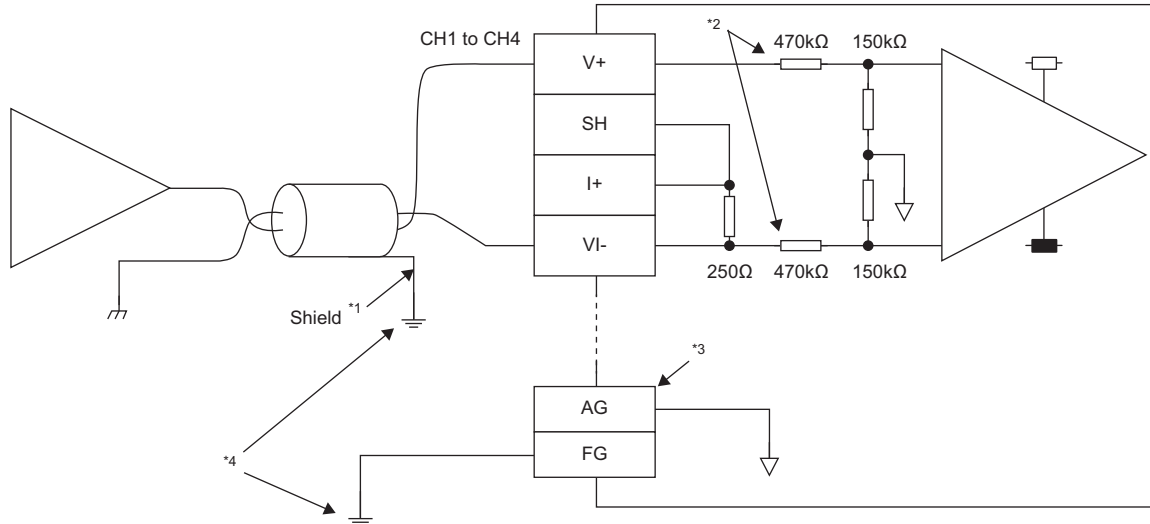 CH1 to CH4
*2
470kΩ
150kΩ
V+
SH
I+
VI-
250Ω
470kΩ
150kΩ
Shield *1
*3
AG
*4
FG